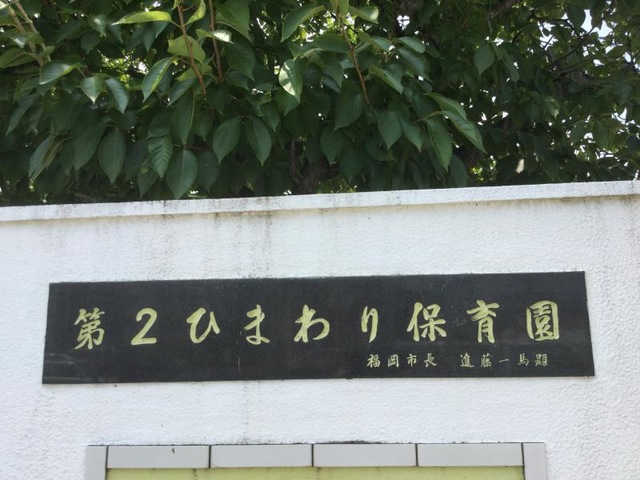 第2ひまわり保育園
福岡市長 進藤一馬題